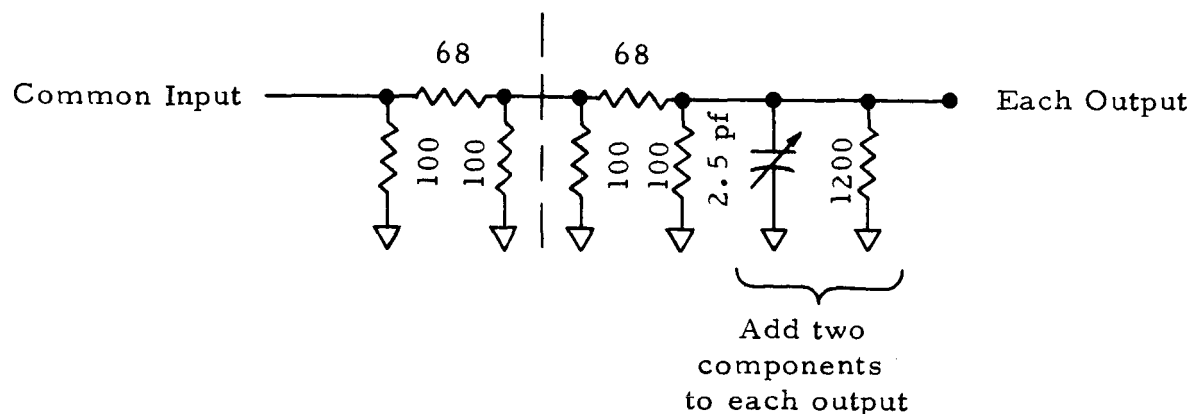 68
68
Common Input
Each Output
100
100
100
100
2.5 pf
1200
Add two
components
to each output